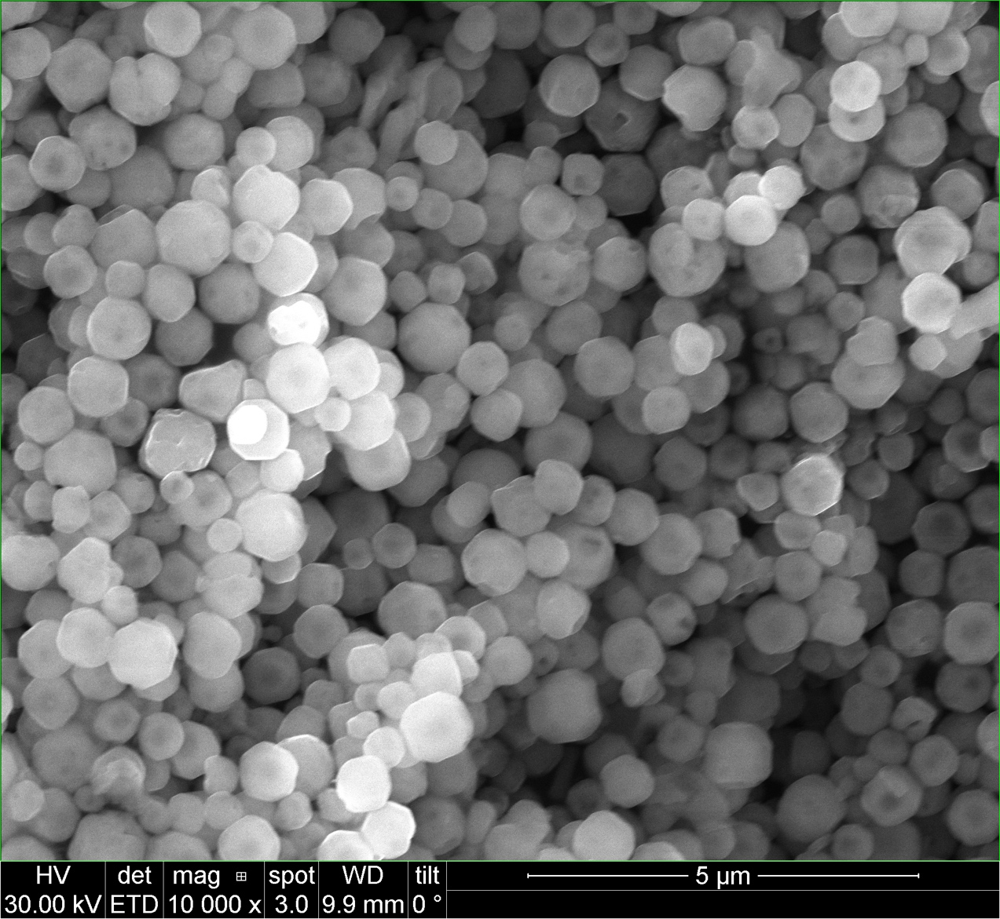 HV det mag ⊞ spot WD tilt 5 µm
30.00 kV ETD 10 000 x 3.0 9.9 mm 0 °